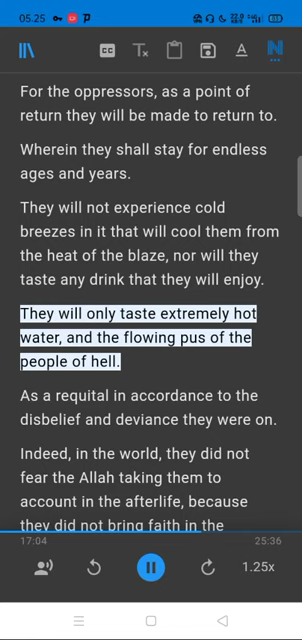 05.25
CC
For the oppressors, as a point of
return they will be made to return to.
Wherein they shall stay for endless
ages and years.
They will not experience cold
breezes in it that will cool them from
the heat of the blaze, nor will they
taste any drink that they will enjoy.
They will only taste extremely hot
water, and the flowing pus of the
people of hell.
As a requital in accordance to the
disbelief and deviance they were on.
Indeed, in the world, they did not
fear the Allah taking them to
account in the afterlife, because
they did not bring faith in the
17:04
25:36
1.25x